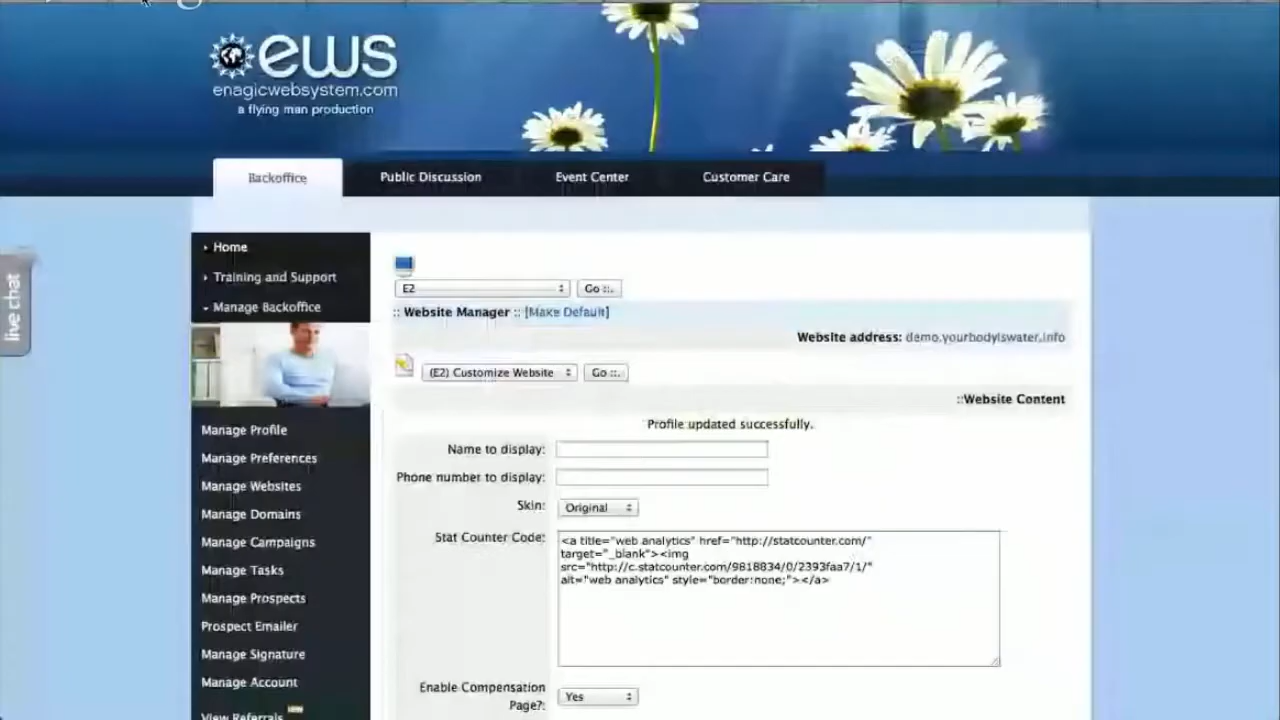 ews
enagicwebsystem.com
a flying man production
Backoffice
Public Discussion
Event Center
Customer Care
live chat
Home
Training and Support
Manage Backoffice
Manage Profile
Manage Preferences
Manage Websites
Manage Domains
Manage Campaigns
Manage Tasks
Manage Prospects
Prospect Emailer
Manage Signature
Manage Account
View Referrals
E2
Go ::.
:: Website Manager :: [Make Default]
Website address: demo.yourbodyiswater.info
(E2) Customize Website
Go ::.
::Website Content
Profile updated successfully.
Name to display:
Phone number to display:
Skin: Original
Stat Counter Code:
<a title="web analytics" href="http://statcounter.com/"
target="_blank"><img
src="http://c.statcounter.com/9818834/0/2393faa7/1/"
alt="web analytics" style="border:none;"></a>
Enable Compensation
Page?: Yes